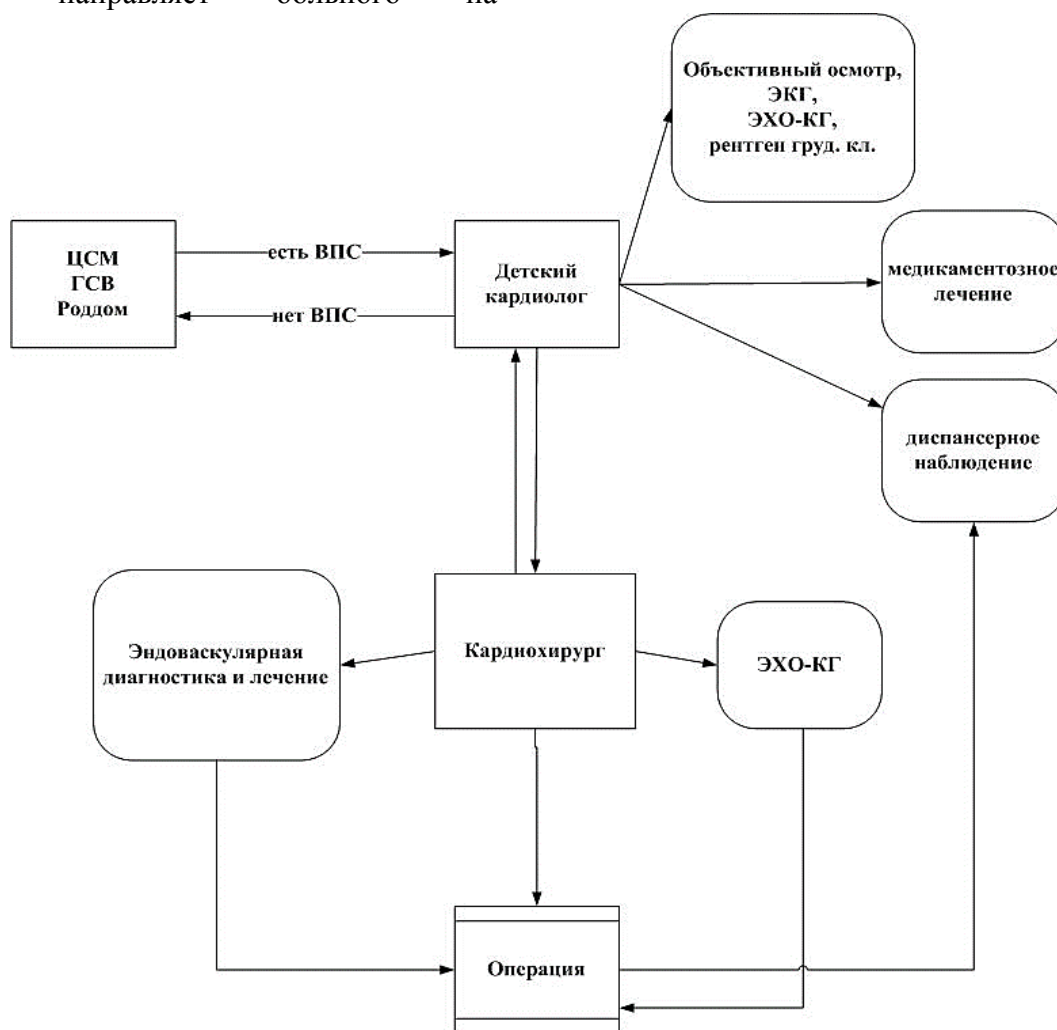 направляет больного на
Объективный осмотр,
ЭКГ,
ЭХО-КГ,
рентген груд. кл.
ЦСМ
ГСВ
Роддом
есть ВПС
нет ВПС
Детский
кардиолог
медикаментозное
лечение
диспансерное
наблюдение
Эндоваскулярная
диагностика и лечение
Кардиохирург
ЭХО-КГ
Операция